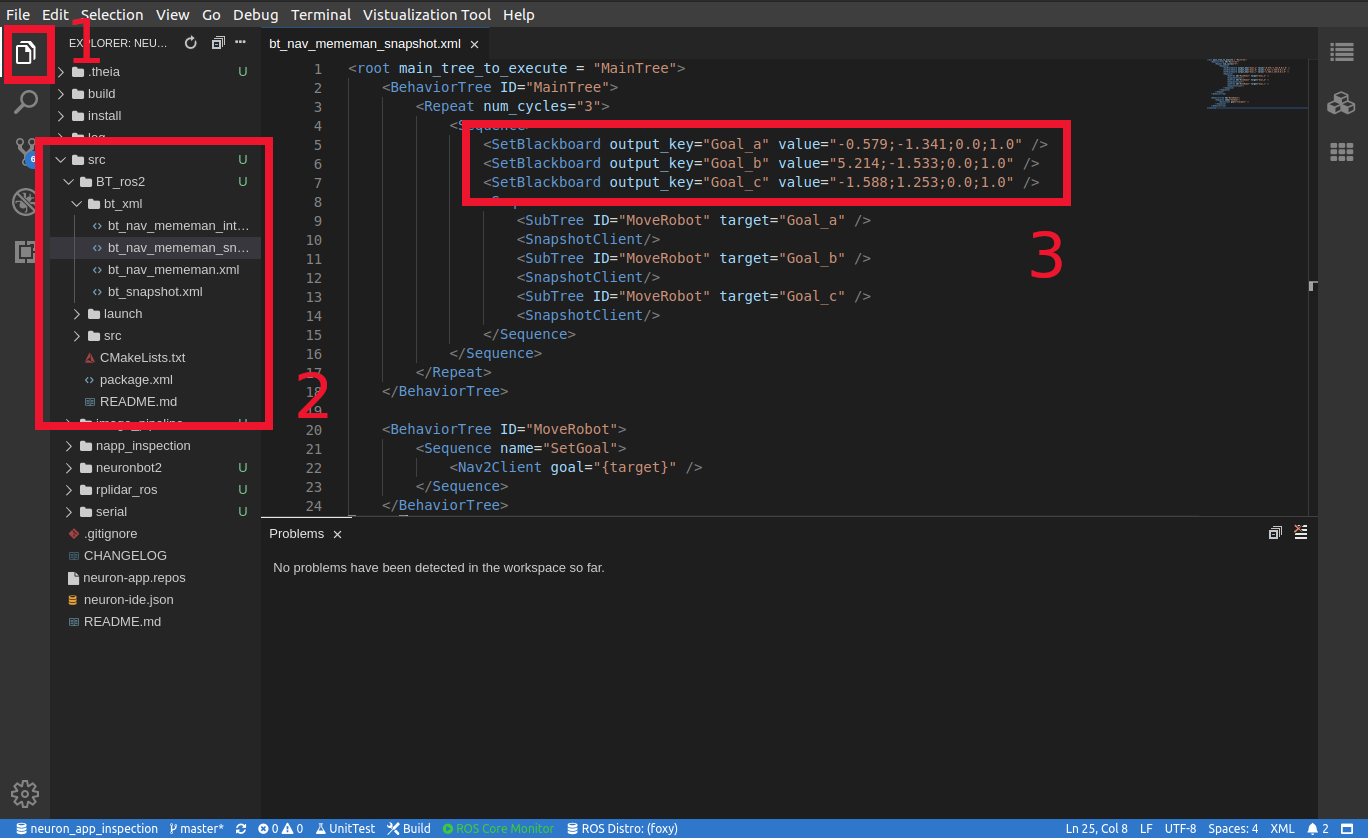 File Edit Selection View Go Debug Terminal Vistualization Tool Help
1
EXPLORER: NEU...
bt_nav_mememan_snapshot.xml
.theia U
build
install
log
6
src U
BT_ros2 U
bt_xml
bt_nav_mememan_int...
bt_nav_mememan_sn...
bt_nav_mememan.xml
bt_snapshot.xml
launch
src
CMakeLists.txt
package.xml
README.md
image_pipeline U
napp_inspection
neuronbot2 U
rplidar_ros U
serial U
.gitignore
CHANGELOG
neuron-app.repos
neuron-ide.json
README.md
2
1 <root main_tree_to_execute = "MainTree">
2 <BehaviorTree ID="MainTree">
3 <Repeat num_cycles="3">
4 <Sequence>
5 <SetBlackboard output_key="Goal_a" value="-0.579;-1.341;0.0;1.0" />
6 <SetBlackboard output_key="Goal_b" value="5.214;-1.533;0.0;1.0" />
7 <SetBlackboard output_key="Goal_c" value="-1.588;1.253;0.0;1.0" />
8
9 <SubTree ID="MoveRobot" target="Goal_a" />
10 <SnapshotClient/>
11 <SubTree ID="MoveRobot" target="Goal_b" />
12 <SnapshotClient/>
13 <SubTree ID="MoveRobot" target="Goal_c" />
14 <SnapshotClient/>
15 </Sequence>
16 </Sequence>
17 </Repeat>
18 </BehaviorTree>
19
20 <BehaviorTree ID="MoveRobot">
21 <Sequence name="SetGoal">
22 <Nav2Client goal="{target}" />
23 </Sequence>
24 </BehaviorTree>
3
Problems
No problems have been detected in the workspace so far.
neuron_app_inspection master* 0 0 UnitTest Build ROS Core Monitor ROS Distro: (foxy) Ln 25, Col 8 LF UTF-8 Spaces: 4 XML 2